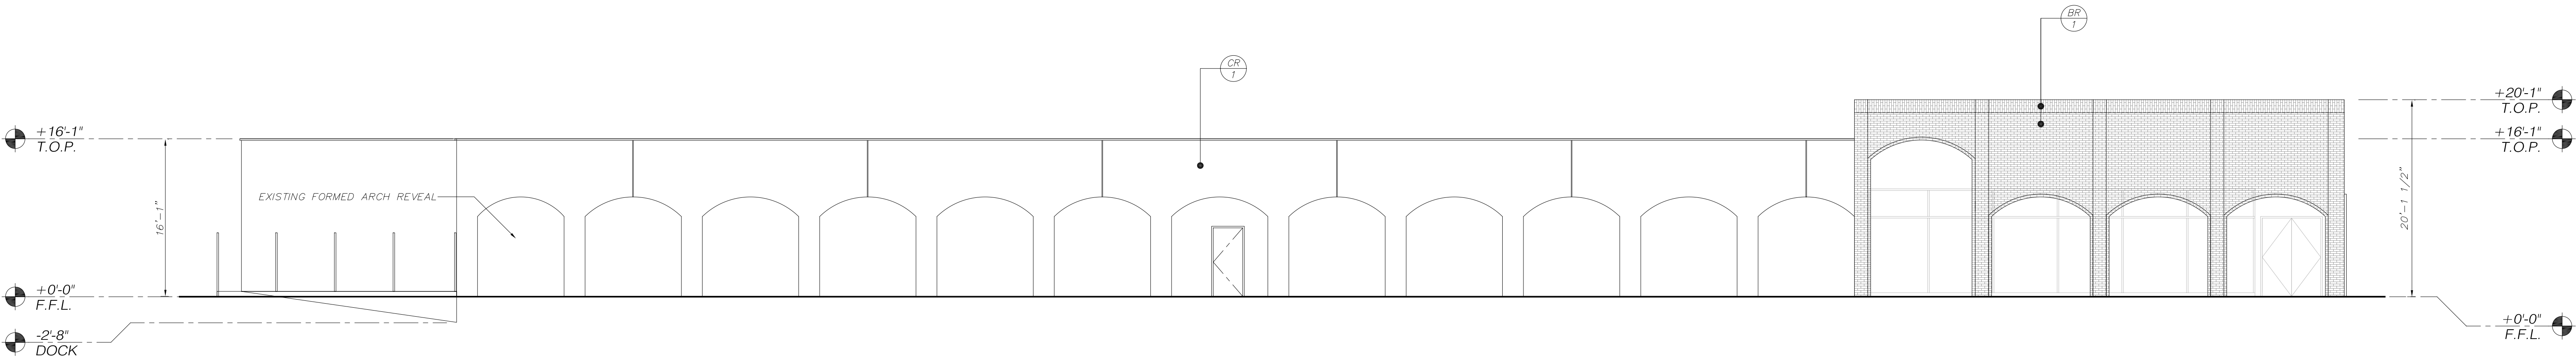 BR
1
CR
1
+20'-1"
T.O.P.
+16'-1"
T.O.P.
+16'-1"
T.O.P.
EXISTING FORMED ARCH REVEAL
16'-1"
20'-1 1/2"
+0'-0"
F.F.L.
-2'-8"
DOCK
+0'-0"
F.F.L.